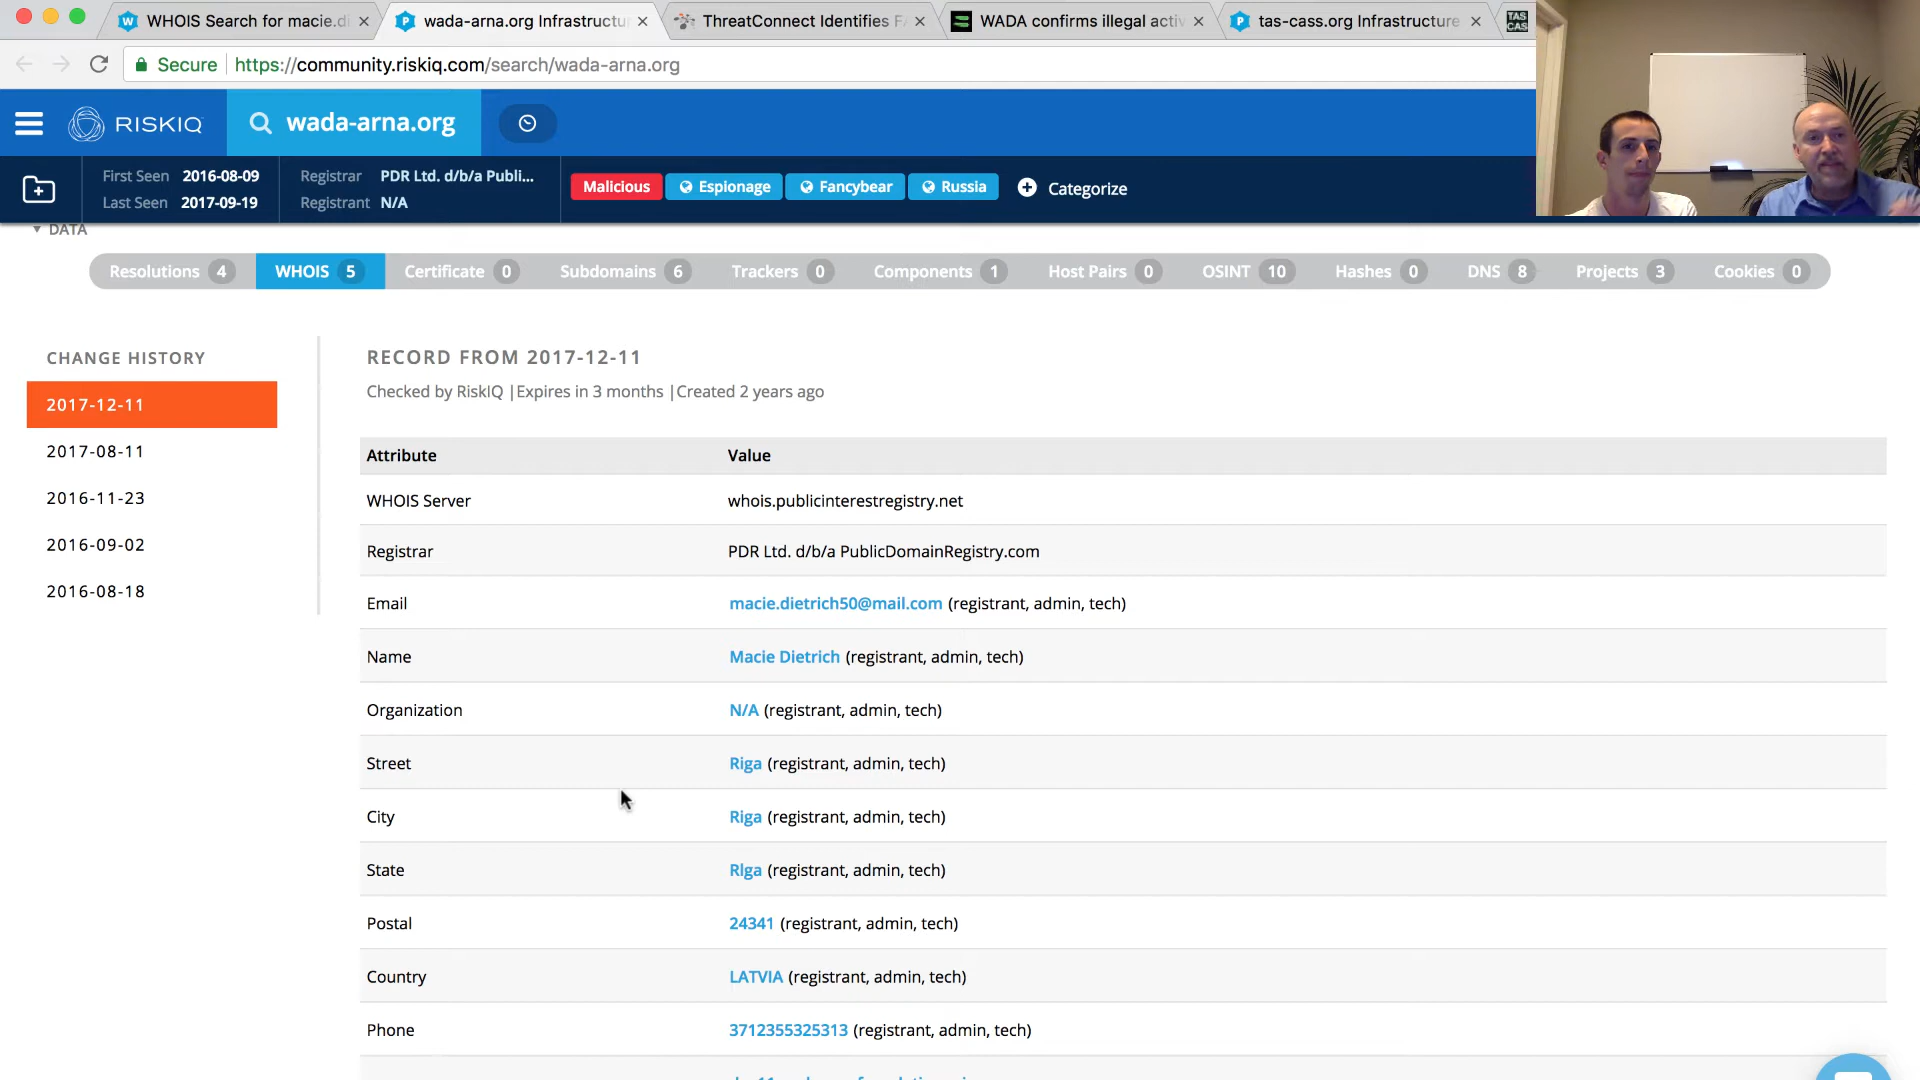 WHOIS Search for macie.di
wada-arna.org Infrastructu
ThreatConnect Identifies F
WADA confirms illegal activ
tas-cass.org Infrastructure
TAS
CAS
Secure
https://community.riskiq.com/search/wada-arna.org
RISKIQ
wada-arna.org
First Seen 2016-08-09
Last Seen 2017-09-19
Registrar PDR Ltd. d/b/a Publi...
Registrant N/A
Malicious
Espionage
Fancybear
Russia
Categorize
DATA
Resolutions 4
WHOIS 5
Certificate 0
Subdomains 6
Trackers 0
Components 1
Host Pairs 0
OSINT 10
Hashes 0
DNS 8
Projects 3
Cookies 0
CHANGE HISTORY
2017-12-11
2017-08-11
2016-11-23
2016-09-02
2016-08-18
RECORD FROM 2017-12-11
Checked by RiskIQ |Expires in 3 months |Created 2 years ago
Attribute Value
WHOIS Server whois.publicinterestregistry.net
Registrar PDR Ltd. d/b/a PublicDomainRegistry.com
Email macie.dietrich50@mail.com (registrant, admin, tech)
Name Macie Dietrich (registrant, admin, tech)
Organization N/A (registrant, admin, tech)
Street Riga (registrant, admin, tech)
City Riga (registrant, admin, tech)
State RIga (registrant, admin, tech)
Postal 24341 (registrant, admin, tech)
Country LATVIA (registrant, admin, tech)
Phone 3712355325313 (registrant, admin, tech)